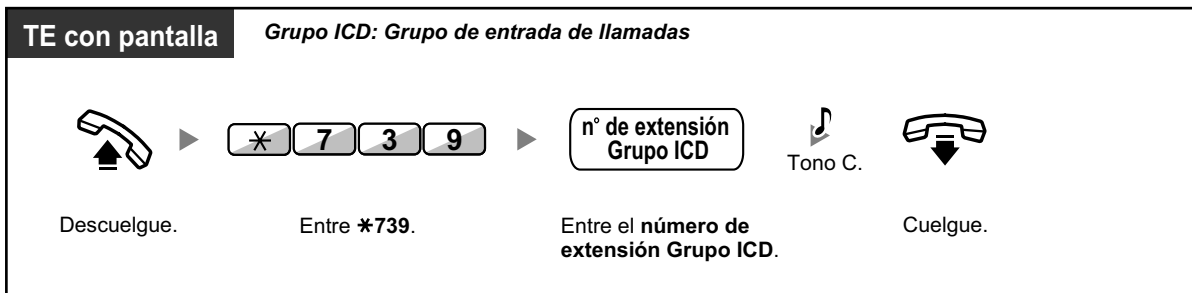 TE con pantalla
Grupo ICD: Grupo de entrada de llamadas
* 7 3 9
n° de extensión
Grupo ICD
Tono C.
Descuelgue.
Entre *739.
Entre el número de
extensión Grupo ICD.
Cuelgue.